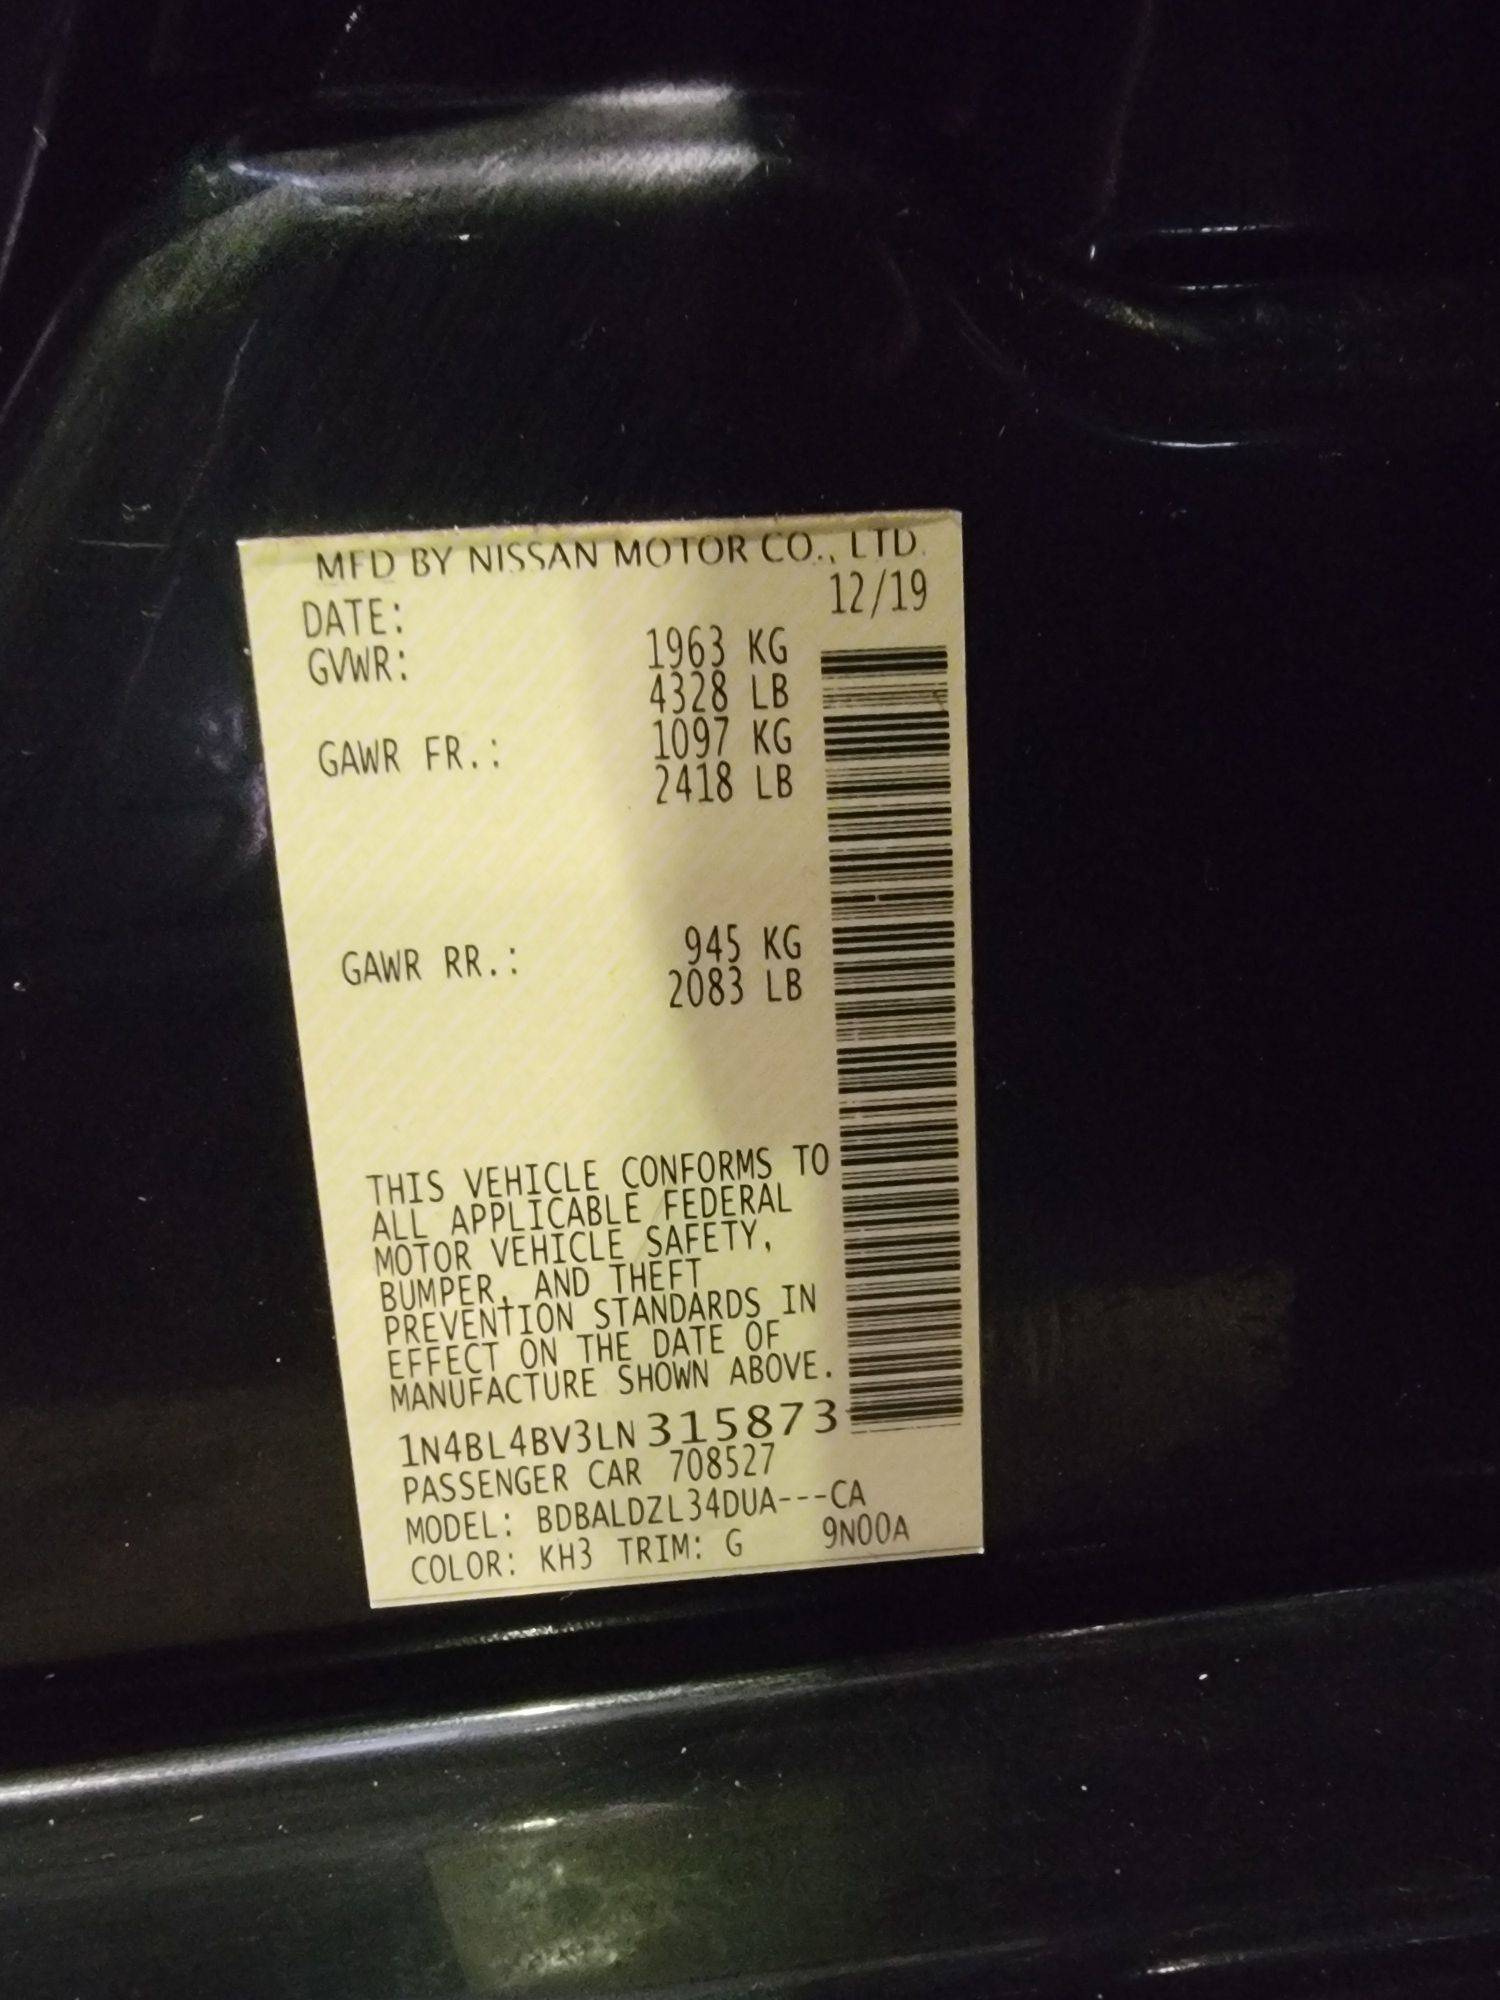 MFD BY NISSAN MOTOR CO., LTD.
DATE: 12/19
GVWR: 1963 KG
4328 LB
GAWR FR.: 1097 KG
2418 LB
GAWR RR.: 945 KG
2083 LB
THIS VEHICLE CONFORMS TO
ALL APPLICABLE FEDERAL
MOTOR VEHICLE SAFETY,
BUMPER, AND THEFT
PREVENTION STANDARDS IN
EFFECT ON THE DATE OF
MANUFACTURE SHOWN ABOVE.
1N4BL4BV3LN315873
PASSENGER CAR 708527
MODEL: BDBALDZL34DUA---CA
COLOR: KH3 TRIM: G 9N00A